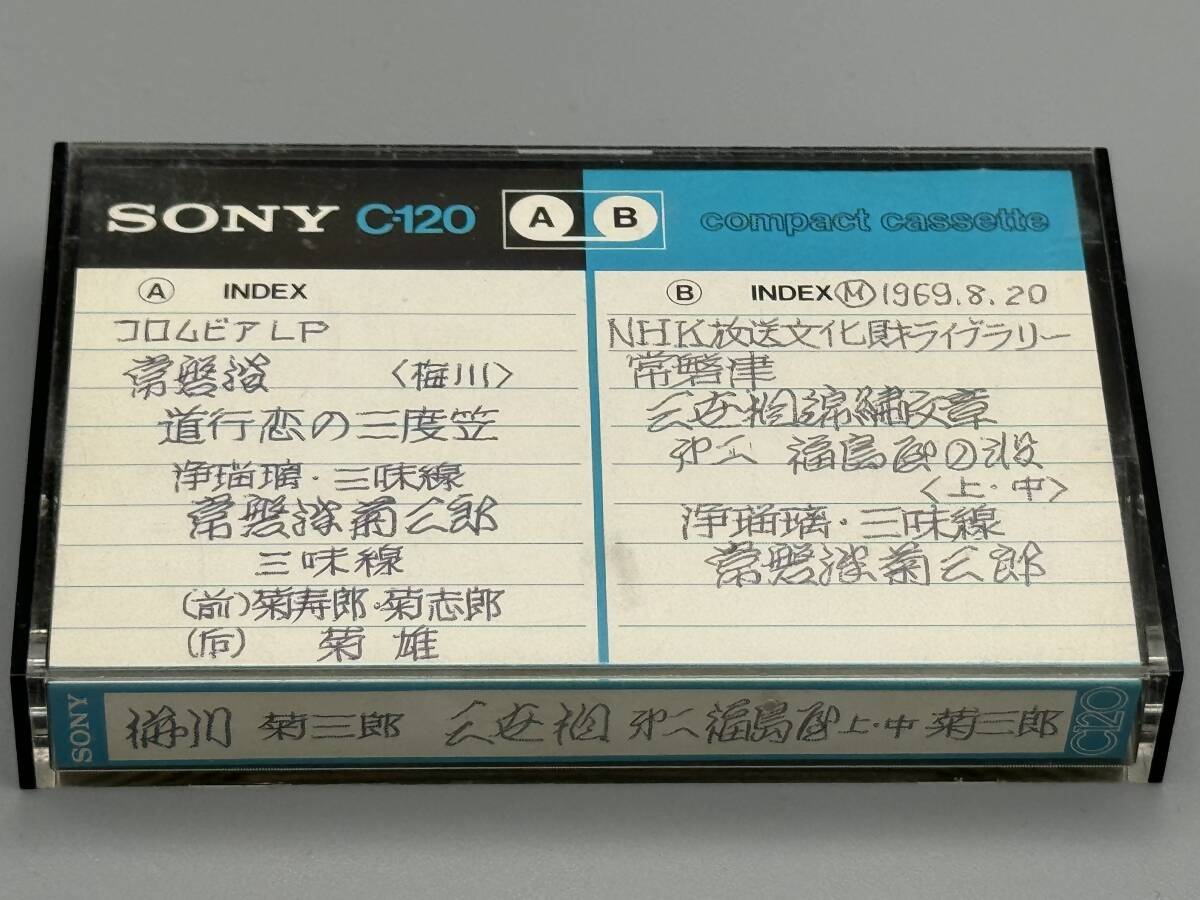 SONY C-120 A B compact cassette
A INDEX
コロムビアLP
常磐津 〈梅川〉
道行恋の三度笠
浄瑠璃・三味線
常磐津菊三郎
三味線
(前)菊寿郎・菊志郎
(后) 菊雄
B INDEX M 1969.8.20
NHK放送文化財ライブラリー
常磐津
三世相錦繍文章
第二 福島屋の段
〈上・中〉
浄瑠璃・三味線
常磐津菊三郎
SONY 梅川 菊三郎 三世相 第二福島屋上・中 菊三郎 C120